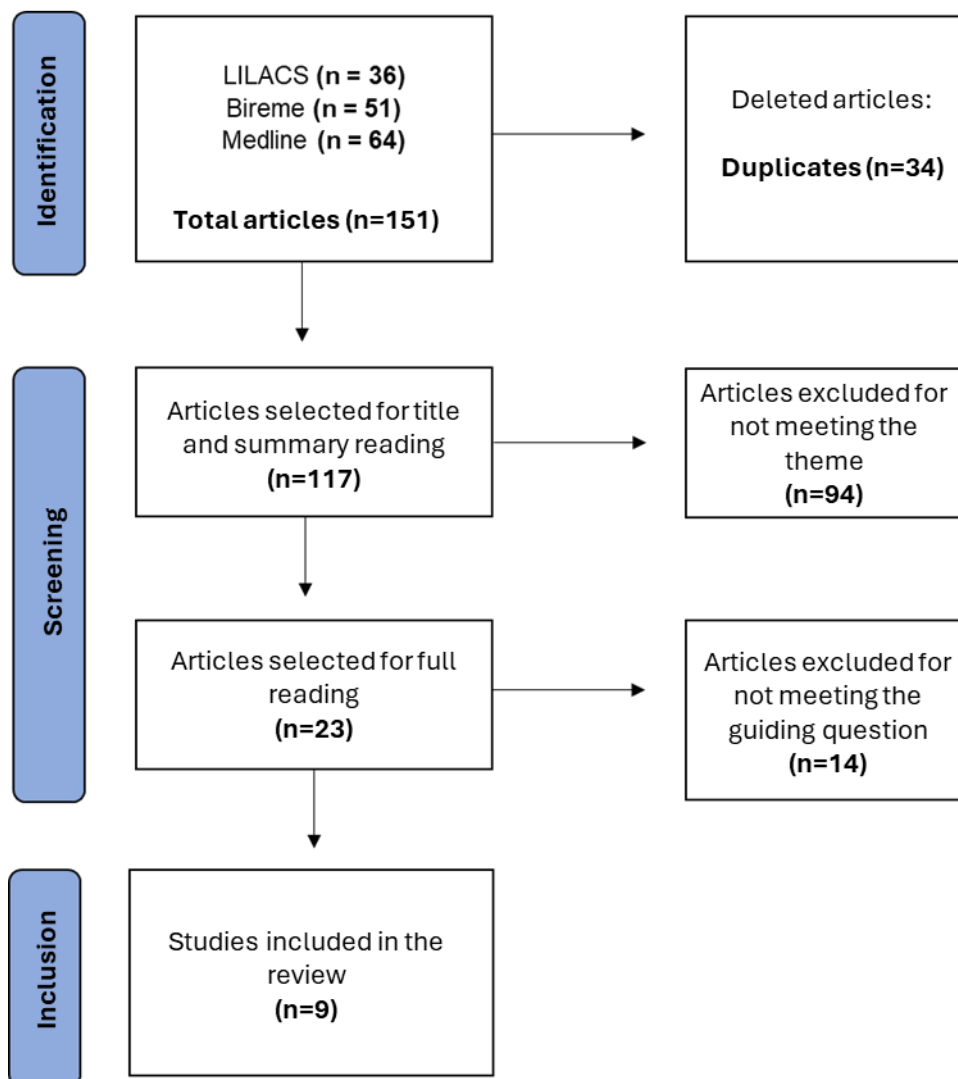 Identification
LILACS (n = 36)
Bireme (n = 51)
Medline (n = 64)
Total articles (n=151)
Deleted articles:
Duplicates (n=34)
Screening
Articles selected for title
and summary reading
(n=117)
Articles excluded for
not meeting the
theme
(n=94)
Articles selected for full
reading
(n=23)
Articles excluded for
not meeting the
guiding question
(n=14)
Inclusion
Studies included in the
review
(n=9)